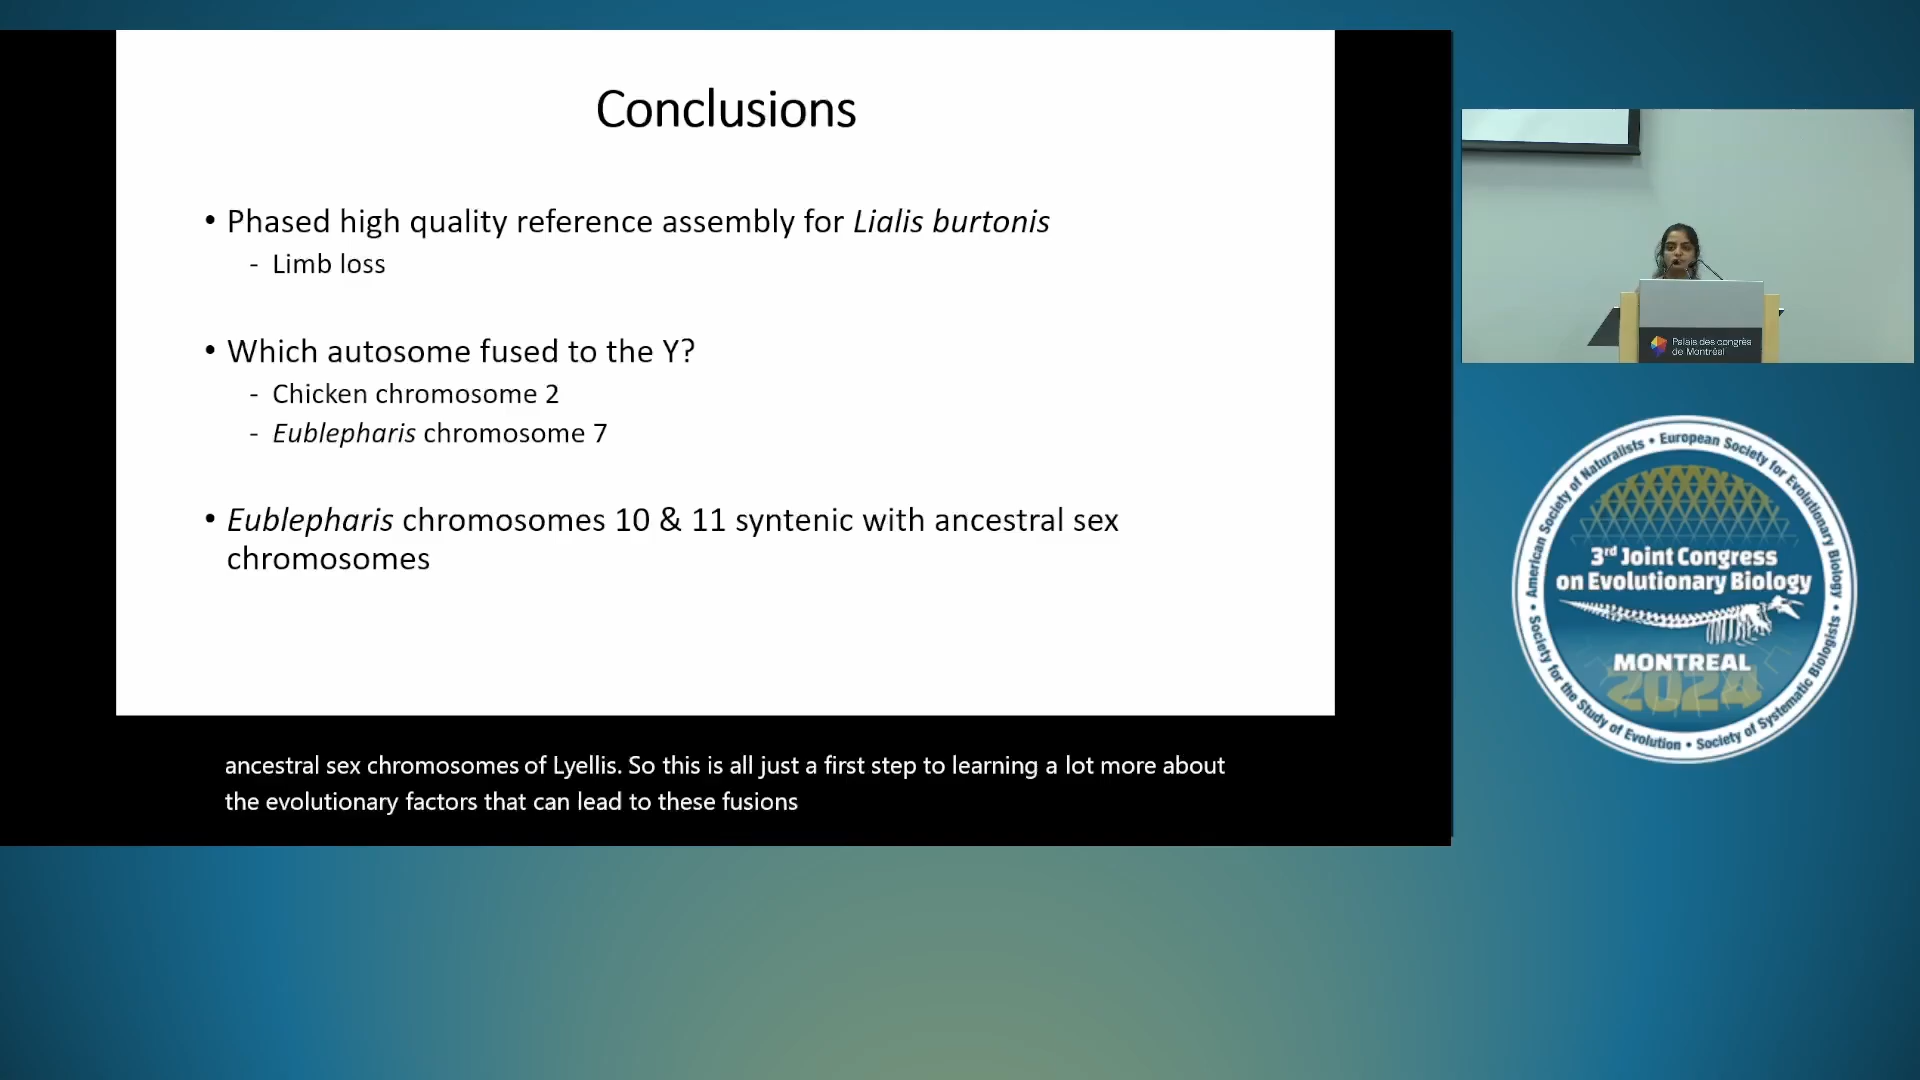 Conclusions
• Phased high quality reference assembly for Lialis burtonis
- Limb loss
• Which autosome fused to the Y?
- Chicken chromosome 2
- Eublepharis chromosome 7
• Eublepharis chromosomes 10 & 11 syntenic with ancestral sex
chromosomes
ancestral sex chromosomes of Lyellis. So this is all just a first step to learning a lot more about
the evolutionary factors that can lead to these fusions
Palais des congrès
de Montréal
American Society of Naturalists • European Society for Evolutionary Biology •
Society for the Study of Evolution • Society of Systematic Biologists •
3rd Joint Congress
on Evolutionary Biology
MONTREAL
2024